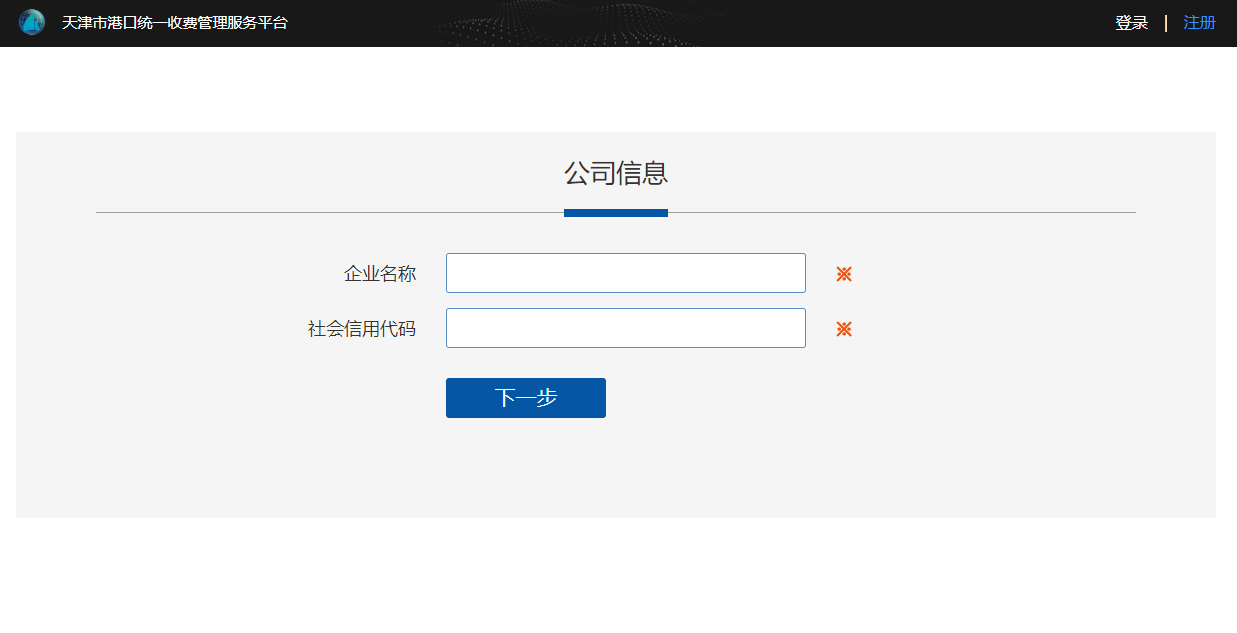 天津市港口统一收费管理服务平台
登录 | 注册
公司信息
企业名称 ※
社会信用代码 ※
下一步